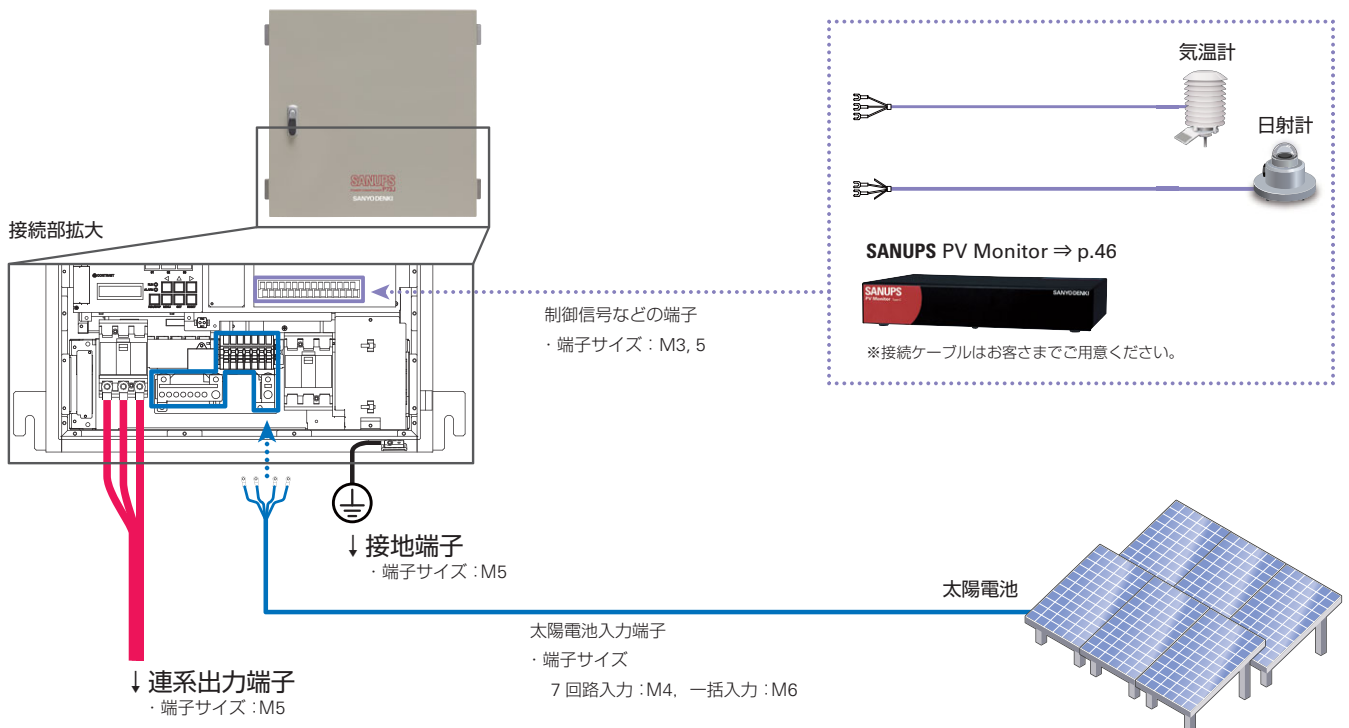 気温計
日射計
SANUPS
SANYO DENKI
接続部拡大
SANUPS PV Monitor ⇒ p.46
SANUPS
PV Monitor
SANYO DENKI
制御信号などの端子
・端子サイズ：M3, 5
※接続ケーブルはお客さまでご用意ください。
↓接地端子
・端子サイズ：M5
太陽電池
太陽電池入力端子
・端子サイズ
7 回路入力：M4, 一括入力：M6
↓連系出力端子
・端子サイズ：M5